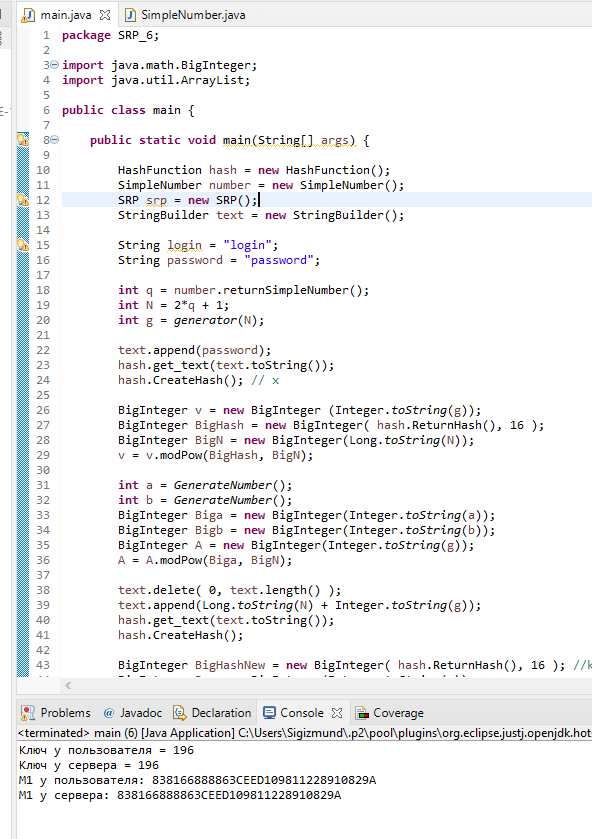 main.java
SimpleNumber.java
1 package SRP_6;
2
3 import java.math.BigInteger;
4 import java.util.ArrayList;
5
6 public class main {
7
8 public static void main(String[] args) {
9
10 HashFunction hash = new HashFunction();
11 SimpleNumber number = new SimpleNumber();
12 SRP srp = new SRP();
13 StringBuilder text = new StringBuilder();
14
15 String login = "login";
16 String password = "password";
17
18 int q = number.returnSimpleNumber();
19 int N = 2*q + 1;
20 int g = generator(N);
21
22 text.append(password);
23 hash.get_text(text.toString());
24 hash.CreateHash(); // x
25
26 BigInteger v = new BigInteger (Integer.toString(g));
27 BigInteger BigHash = new BigInteger( hash.ReturnHash(), 16 );
28 BigInteger BigN = new BigInteger(Long.toString(N));
29 v = v.modPow(BigHash, BigN);
30
31 int a = GenerateNumber();
32 int b = GenerateNumber();
33 BigInteger Biga = new BigInteger(Integer.toString(a));
34 BigInteger Bigb = new BigInteger(Integer.toString(b));
35 BigInteger A = new BigInteger(Integer.toString(g));
36 A = A.modPow(Biga, BigN);
37
38 text.delete( 0, text.length() );
39 text.append(Long.toString(N) + Integer.toString(g));
40 hash.get_text(text.toString());
41 hash.CreateHash();
42
43 BigInteger BigHashNew = new BigInteger( hash.ReturnHash(), 16 ); //k
Problems @ Javadoc Declaration Console Coverage
<terminated> main (6) [Java Application] C:\Users\Sigizmund\.p2\pool\plugins\org.eclipse.justj.openjdk.hots
Ключ у пользователя = 196
Ключ у сервера = 196
M1 у пользователя: 838166888863CEED109811228910829A
M1 у сервера: 838166888863CEED109811228910829A